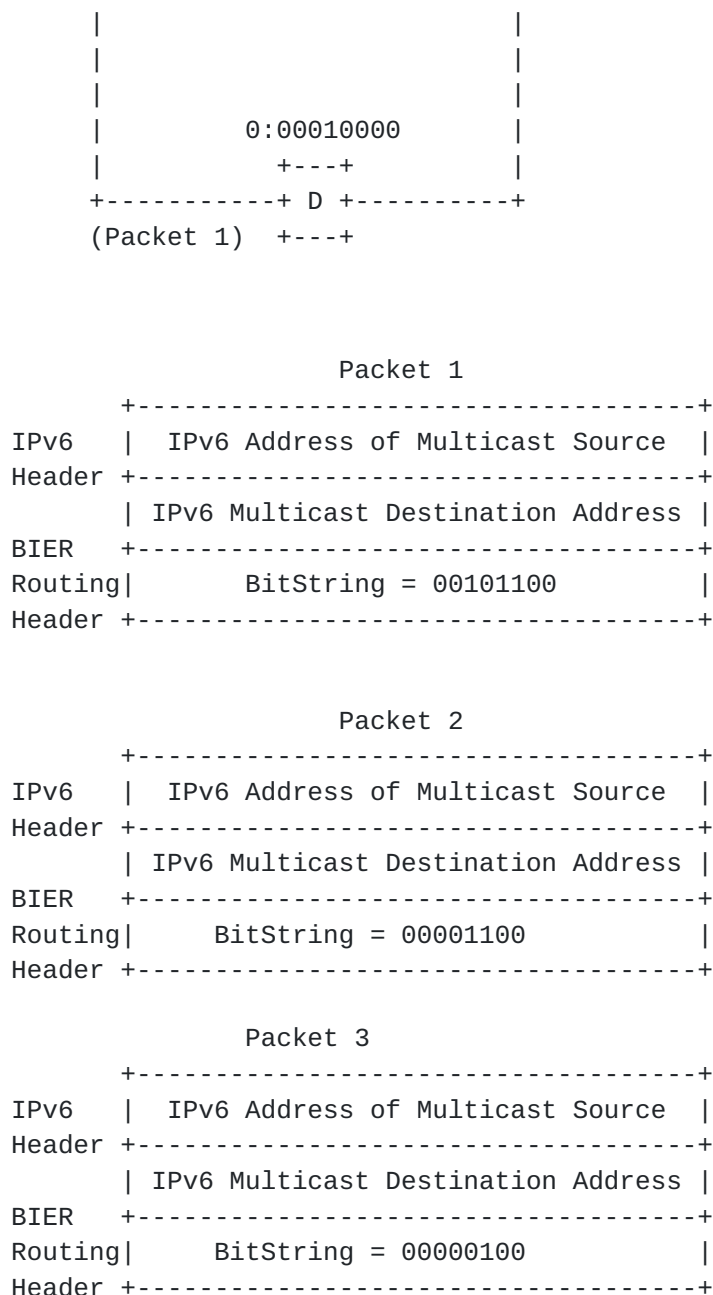 |                          |
|                          |
|                          |
|         0:00010000       |
|           +---+          |
+-----------+ D +----------+
(Packet 1)  +---+
Packet 1
+------------------------------------+
IPv6   |  IPv6 Address of Multicast Source  |
Header +------------------------------------+
| IPv6 Multicast Destination Address |
BIER   +------------------------------------+
Routing|       BitString = 00101100         |
Header +------------------------------------+
Packet 2
+------------------------------------+
IPv6   |  IPv6 Address of Multicast Source  |
Header +------------------------------------+
| IPv6 Multicast Destination Address |
BIER   +------------------------------------+
Routing|     BitString = 00001100           |
Header +------------------------------------+
Packet 3
+------------------------------------+
IPv6   |  IPv6 Address of Multicast Source  |
Header +------------------------------------+
| IPv6 Multicast Destination Address |
BIER   +------------------------------------+
Routing|     BitString = 00000100           |
Header +------------------------------------+